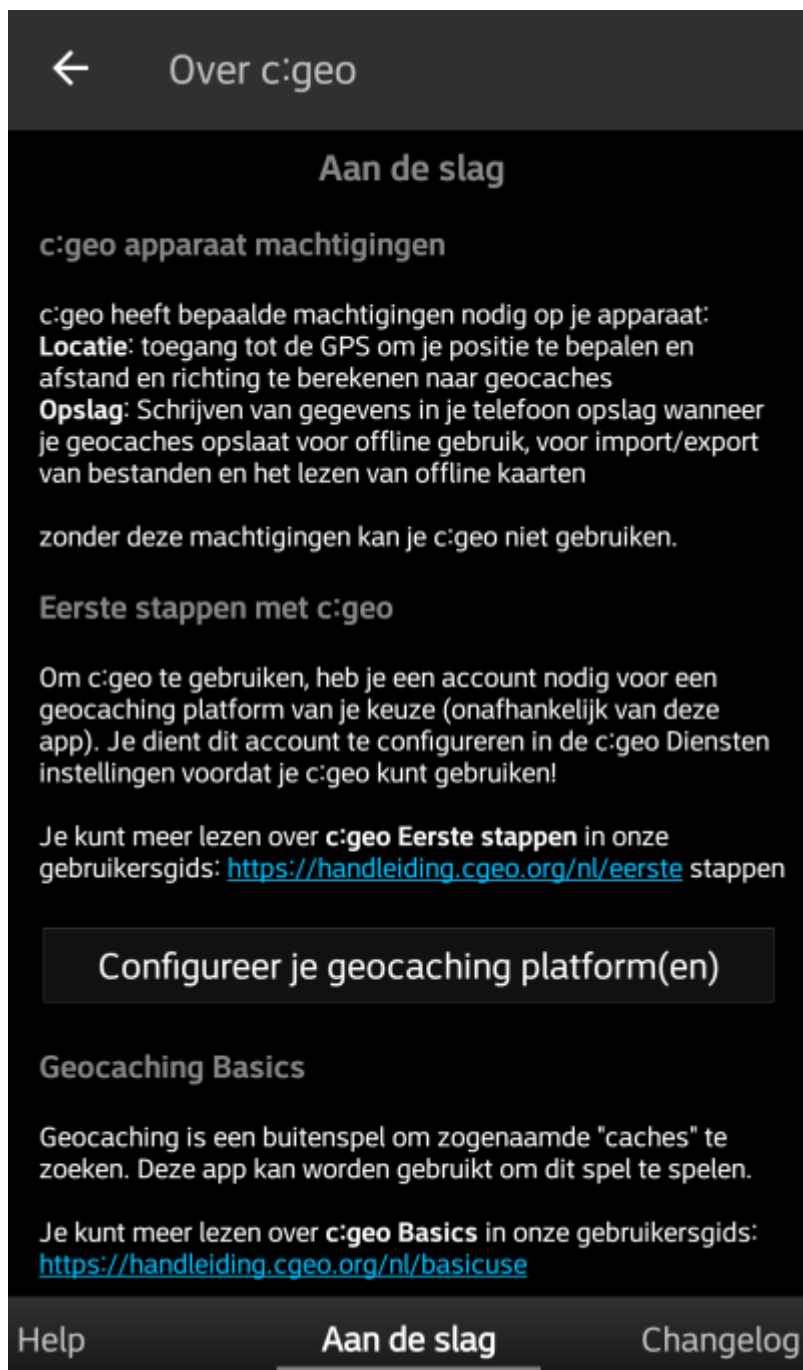 Over c:geo
Aan de slag
c:geo apparaat machtigingen
c:geo heeft bepaalde machtigingen nodig op je apparaat:
Locatie: toegang tot de GPS om je positie te bepalen en
afstand en richting te berekenen naar geocaches
Opslag: Schrijven van gegevens in je telefoon opslag wanneer
je geocaches opslaat voor offline gebruik, voor import/export
van bestanden en het lezen van offline kaarten
zonder deze machtigingen kan je c:geo niet gebruiken.
Eerste stappen met c:geo
Om c:geo te gebruiken, heb je een account nodig voor een
geocaching platform van je keuze (onafhankelijk van deze
app). Je dient dit account te configureren in de c:geo Diensten
instellingen voordat je c:geo kunt gebruiken!
Je kunt meer lezen over c:geo Eerste stappen in onze
gebruikersgids: https://handleiding.cgeo.org/nl/eerste stappen
Configureer je geocaching platform(en)
Geocaching Basics
Geocaching is een buitenspel om zogenaamde "caches" te
zoeken. Deze app kan worden gebruikt om dit spel te spelen.
Je kunt meer lezen over c:geo Basics in onze gebruikersgids:
https://handleiding.cgeo.org/nl/basicuse
Help Aan de slag Changelog